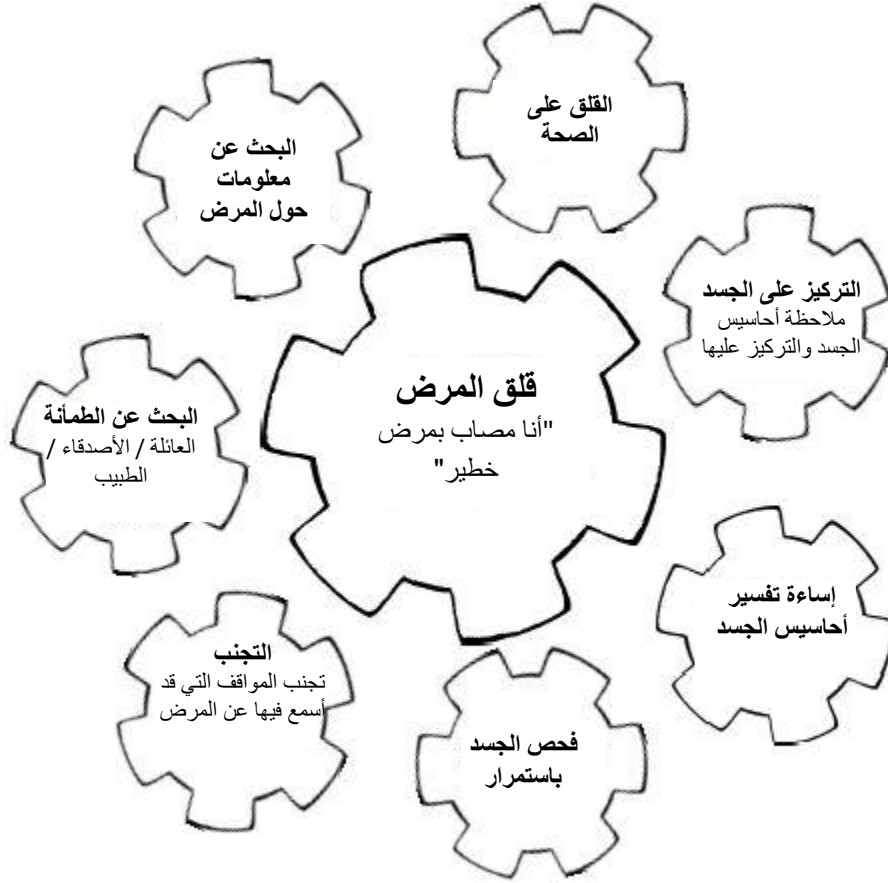 القلق على
الصحة
البحث عن
معلومات
حول المرض
التركيز على الجسد
ملاحظة أحاسيس
الجسد والتركيز عليها
قلق المرض
"أنا مصاب بمرض
خطير"
البحث عن الطمأنة
العائلة / الأصدقاء /
الطبيب
إساءة تفسير
أحاسيس الجسد
التجنب
تجنب المواقف التي قد
أسمع فيها عن المرض
فحص الجسد
باستمرار